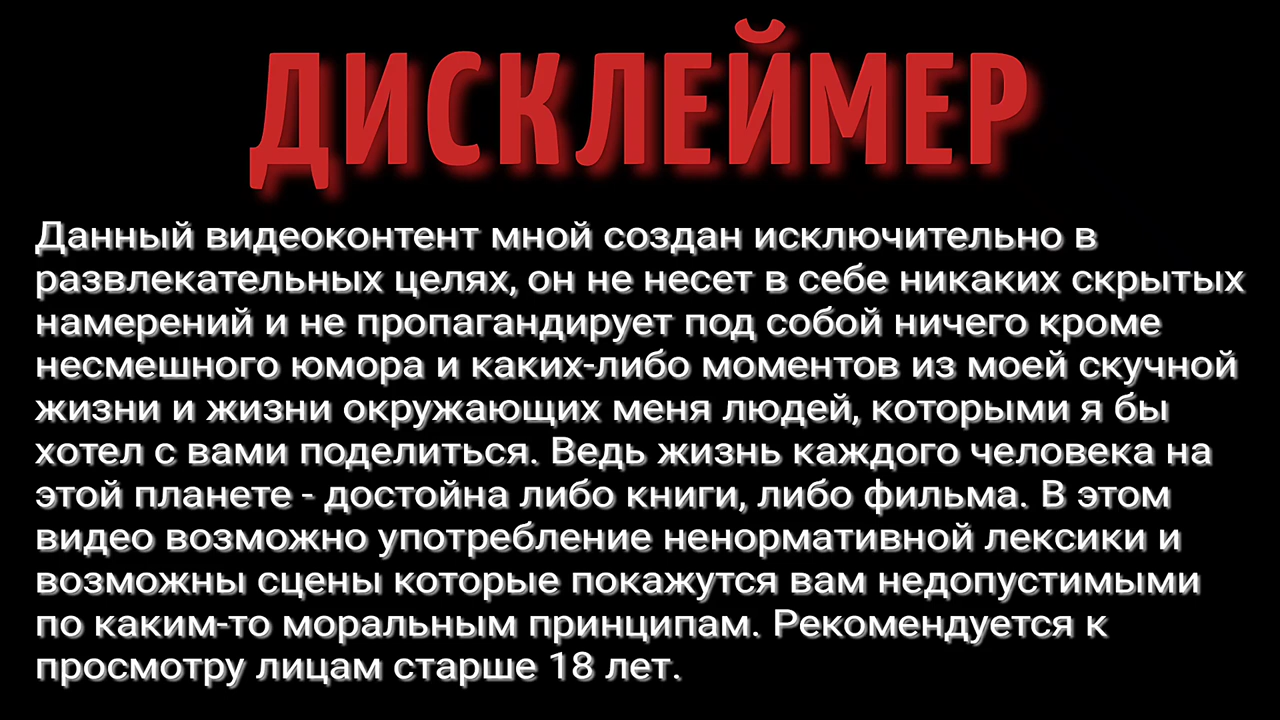 ДИСКЛЕЙМЕР
Данный видеоконтент мной создан исключительно в
развлекательных целях, он не несет в себе никаких скрытых
намерений и не пропагандирует под собой ничего кроме
несмешного юмора и каких-либо моментов из моей скучной
жизни и жизни окружающих меня людей, которыми я бы
хотел с вами поделиться. Ведь жизнь каждого человека на
этой планете - достойна либо книги, либо фильма. В этом
видео возможно употребление ненормативной лексики и
возможны сцены которые покажутся вам недопустимыми
по каким-то моральным принципам. Рекомендуется к
просмотру лицам старше 18 лет.